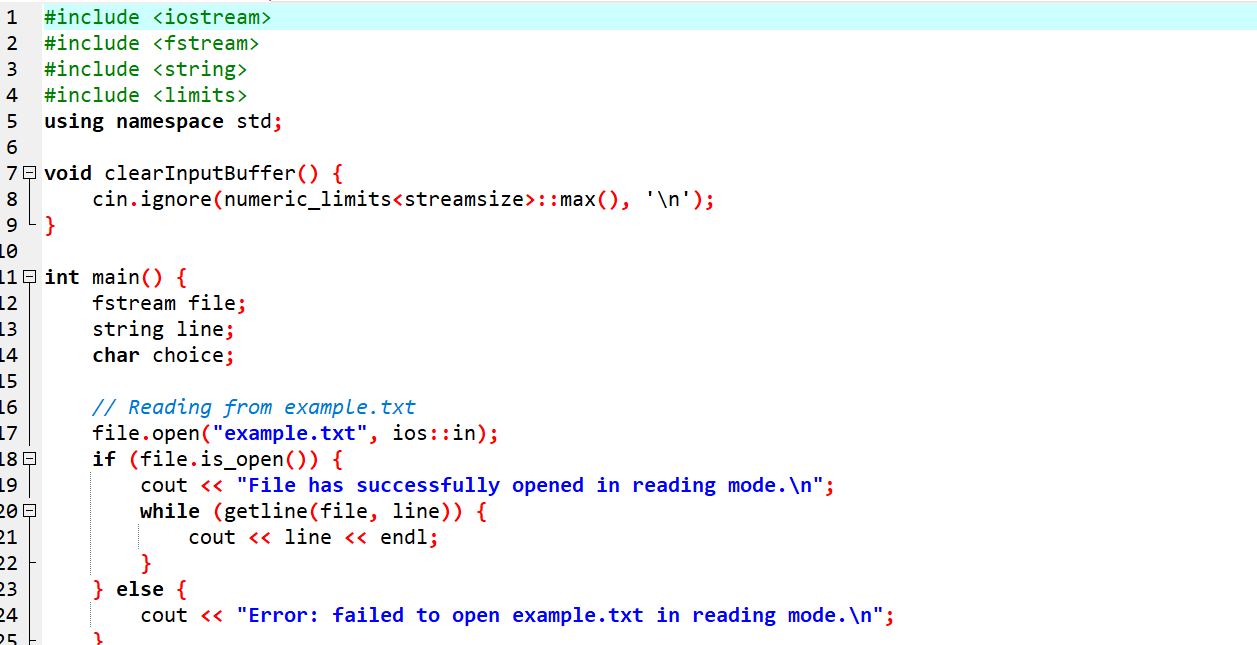 1 #include <iostream>
2 #include <fstream>
3 #include <string>
4 #include <limits>
5 using namespace std;
6
7 void clearInputBuffer() {
8     cin.ignore(numeric_limits<streamsize>::max(), '\n');
9 }
10
11 int main() {
12     fstream file;
13     string line;
14     char choice;
15
16     // Reading from example.txt
17     file.open("example.txt", ios::in);
18     if (file.is_open()) {
19         cout << "File has successfully opened in reading mode.\n";
20         while (getline(file, line)) {
21             cout << line << endl;
22         }
23     } else {
24         cout << "Error: failed to open example.txt in reading mode.\n";
25     }